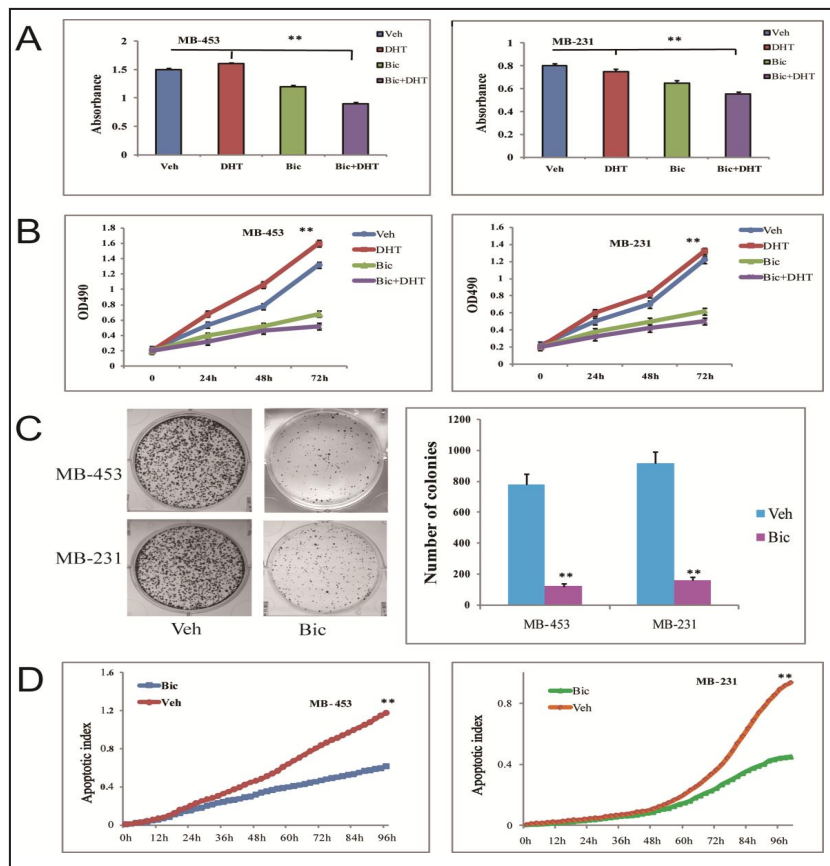 A
MB-453 **
Veh
DHT
Bic
Bic+DHT
Absorbance
2
1.5
1
0.5
0
Veh DHT Bic Bic+DHT
MB-231 **
Veh
DHT
Bic
Bic+DHT
Absorbance
1
0.8
0.6
0.4
0.2
0
Veh DHT Bic Bic+DHT
B
MB-453 **
Veh
DHT
Bic
Bic+DHT
OD490
1.8
1.6
1.4
1.2
1
0.8
0.6
0.4
0.2
0
0 24h 48h 72h
MB-231 **
Veh
DHT
Bic
Bic+DHT
OD490
1.6
1.4
1.2
1
0.8
0.6
0.4
0.2
0
0 24h 48h 72h
C
MB-453
MB-231
Veh Bic
Number of colonies
1200
1000
800
600
400
200
0
** **
MB-453 MB-231
Veh
Bic
D
Bic
Veh
MB-453 **
Apoptotic index
1.6
1.2
0.8
0.4
0
0h 12h 24h 36h 48h 60h 72h 84h 96h
Bic
Veh
MB-231 **
Apoptotic index
0.8
0.4
0
0h 12h 24h 36h 48h 60h 72h 84h 96h